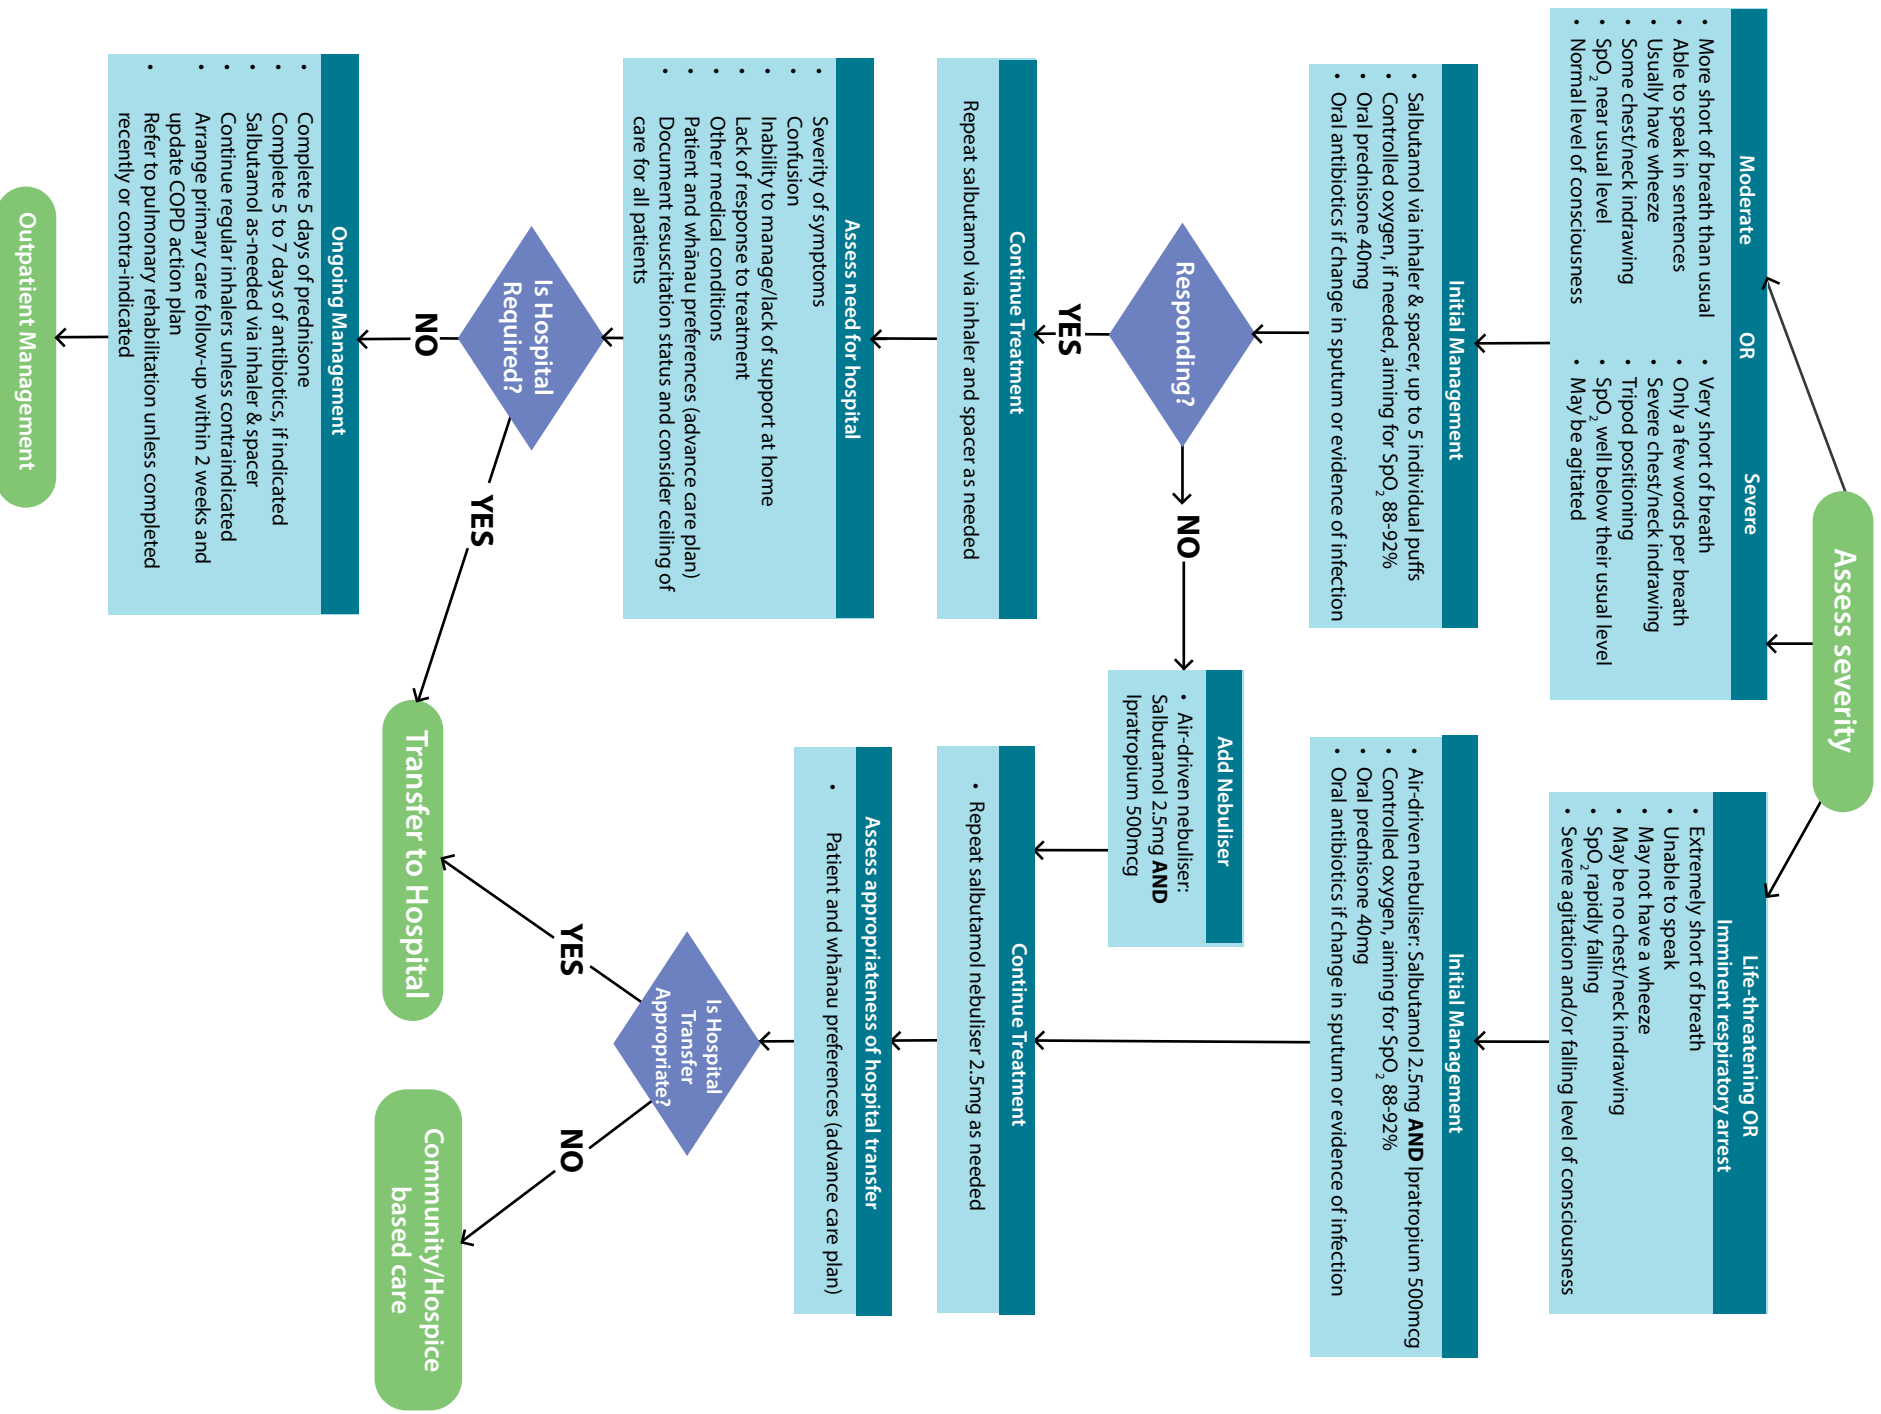 Assess severity
Moderate OR Severe
• More short of breath than usual
• Able to speak in sentences
• Usually have wheeze
• Some chest/neck indrawing
• SpO₂ near usual level
• Normal level of consciousness
• Very short of breath
• Only a few words per breath
• Severe chest/neck indrawing
• Tripod positioning
• SpO₂ well below their usual level
• May be agitated
Life-threatening OR
Imminent respiratory arrest
• Extremely short of breath
• Unable to speak
• May not have a wheeze
• May be no chest/neck indrawing
• SpO₂ rapidly falling
• Severe agitation and/or falling level of consciousness
Initial Management
• Salbutamol via inhaler & spacer, up to 5 individual puffs
• Controlled oxygen, if needed, aiming for SpO₂ 88-92%
• Oral prednisone 40mg
• Oral antibiotics if change in sputum or evidence of infection
Initial Management
• Air-driven nebuliser: Salbutamol 2.5mg AND Ipratropium 500mcg
• Controlled oxygen, aiming for SpO₂ 88-92%
• Oral prednisone 40mg
• Oral antibiotics if change in sputum or evidence of infection
Responding?
NO
YES
Add Nebuliser
• Air-driven nebuliser:
Salbutamol 2.5mg AND
Ipratropium 500mcg
Continue Treatment
Repeat salbutamol via inhaler and spacer as needed
Continue Treatment
• Repeat salbutamol nebuliser 2.5mg as needed
Assess need for hospital
• Severity of symptoms
• Confusion
• Inability to manage/lack of support at home
• Lack of response to treatment
• Other medical conditions
• Patient and whānau preferences (advance care plan)
• Document resuscitation status and consider ceiling of
care for all patients
Assess appropriateness of hospital transfer
• Patient and whānau preferences (advance care plan)
Is Hospital
Required?
YES
NO
Is Hospital
Transfer
Appropriate?
YES
NO
Transfer to Hospital
Community/Hospice
based care
Ongoing Management
• Complete 5 days of prednisone
• Complete 5 to 7 days of antibiotics, if indicated
• Salbutamol as-needed via inhaler & spacer
• Continue regular inhalers unless contraindicated
• Arrange primary care follow-up within 2 weeks and
update COPD action plan
• Refer to pulmonary rehabilitation unless completed
recently or contra-indicated
Outpatient Management